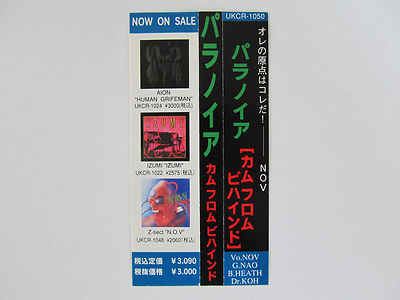 NOW ON SALE
AION
"HUMAN GRIFEMAN"
UKCR-1024 ¥3000(税込)
IZUMI
IZUMI "IZUMI"
UKCR-1022 ¥2575(税込)
Z-sect "N.O.V"
UKCR-1048 ¥2060(税込)
税込定価 ¥3.090
税抜価格 ¥3.000
パラノイア
カム フロム ビハインド
UKCR-1050
オレの原点はコレだ!—— NOV
パラノイア
[カム フロム
ビハインド]
Vo.NOV
G.NAO
B.HEATH
Dr.KOH